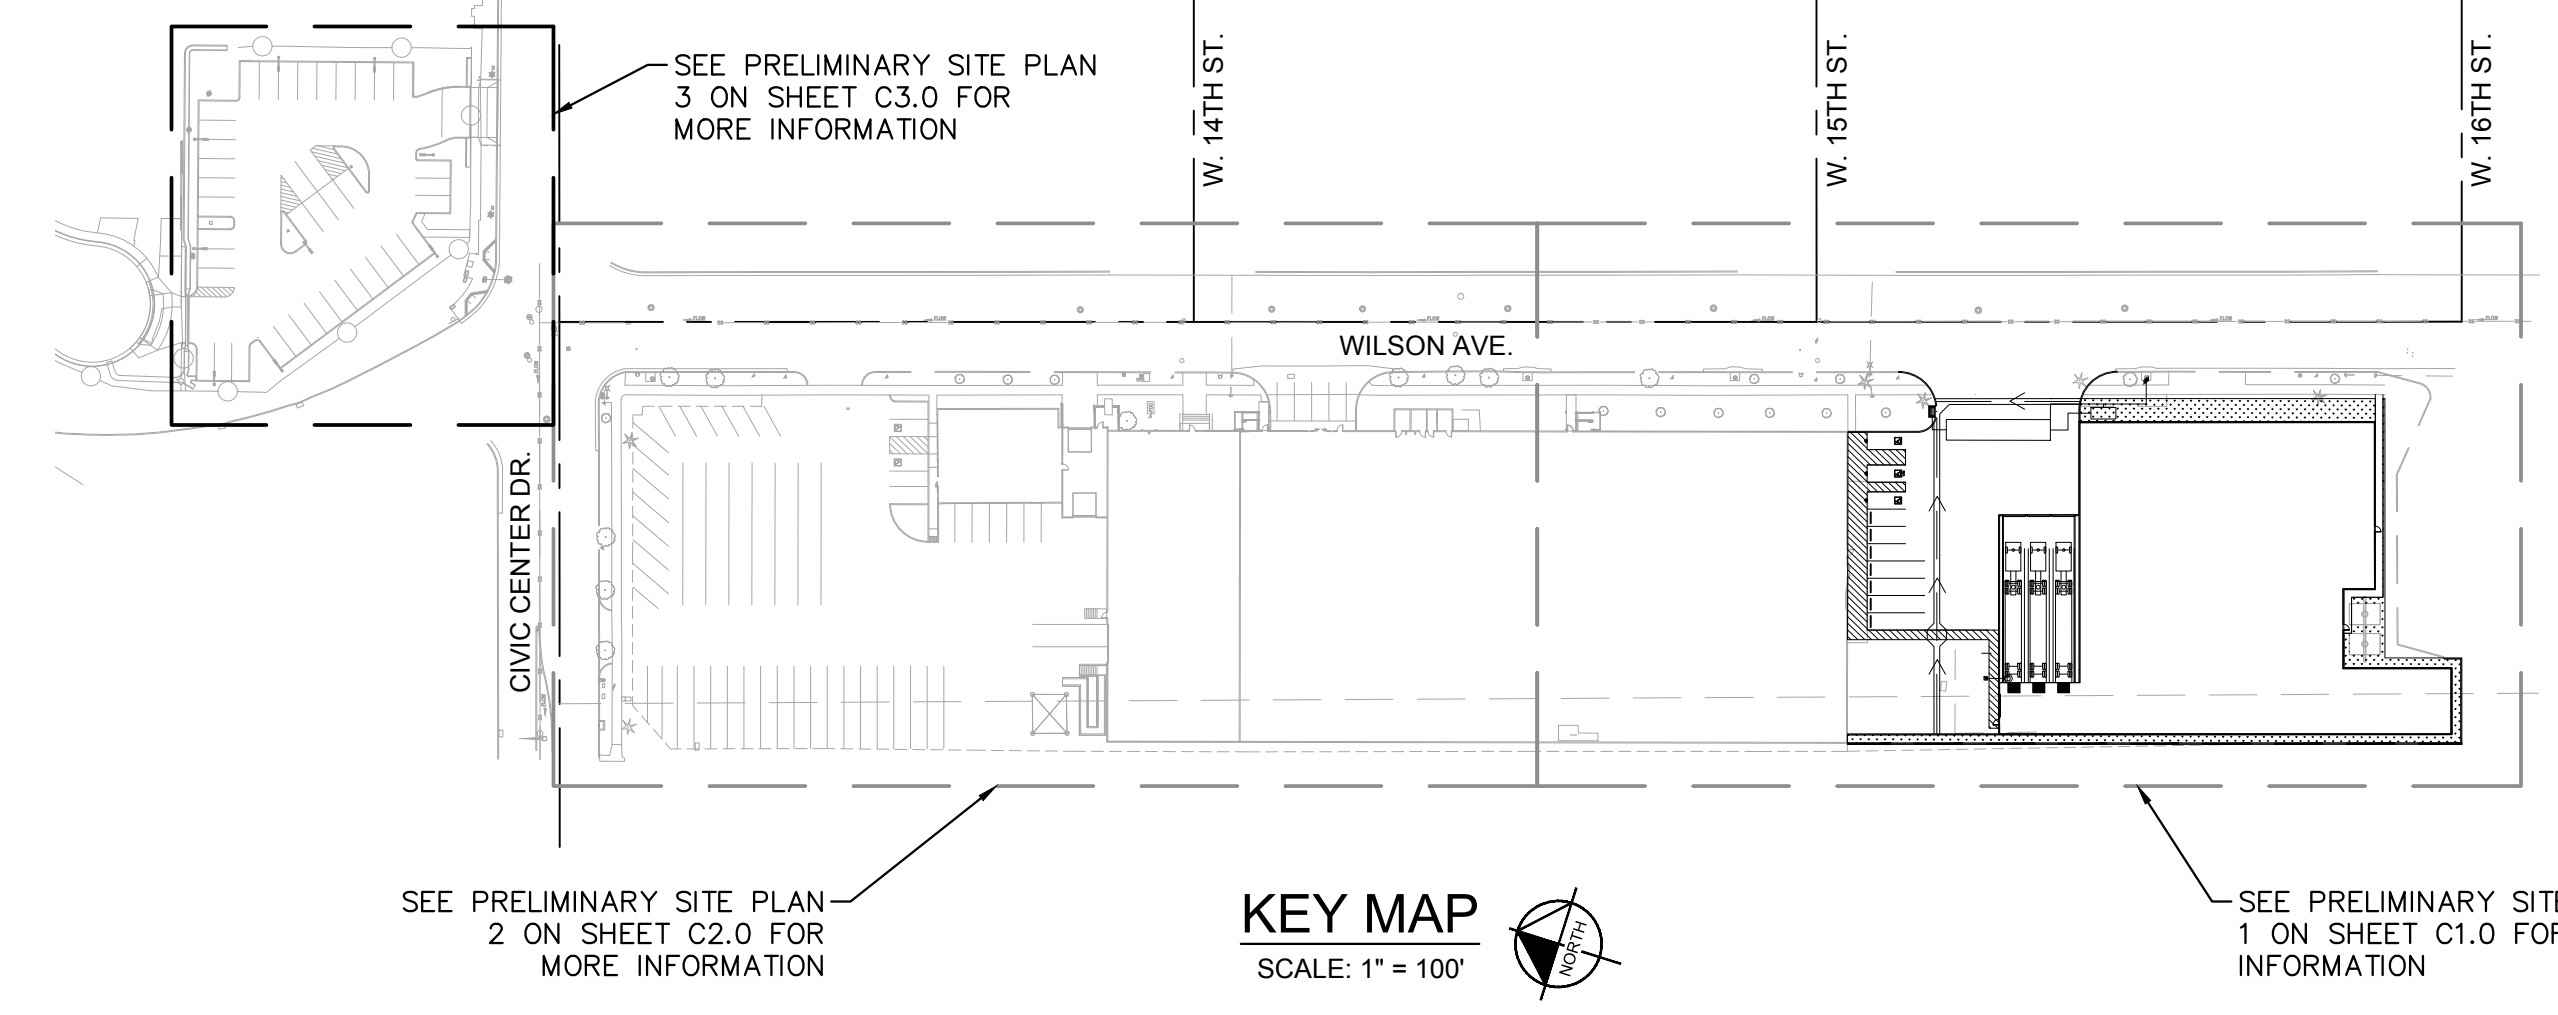 SEE PRELIMINARY SITE PLAN
3 ON SHEET C3.0 FOR
MORE INFORMATION
W. 14TH ST.
W. 15TH ST.
W. 16TH ST.
WILSON AVE.
CIVIC CENTER DR.
SEE PRELIMINARY SITE PLAN
2 ON SHEET C2.0 FOR
MORE INFORMATION
KEY MAP
SCALE: 1" = 100'
NORTH
SEE PRELIMINARY SITE
1 ON SHEET C1.0 FOR
INFORMATION